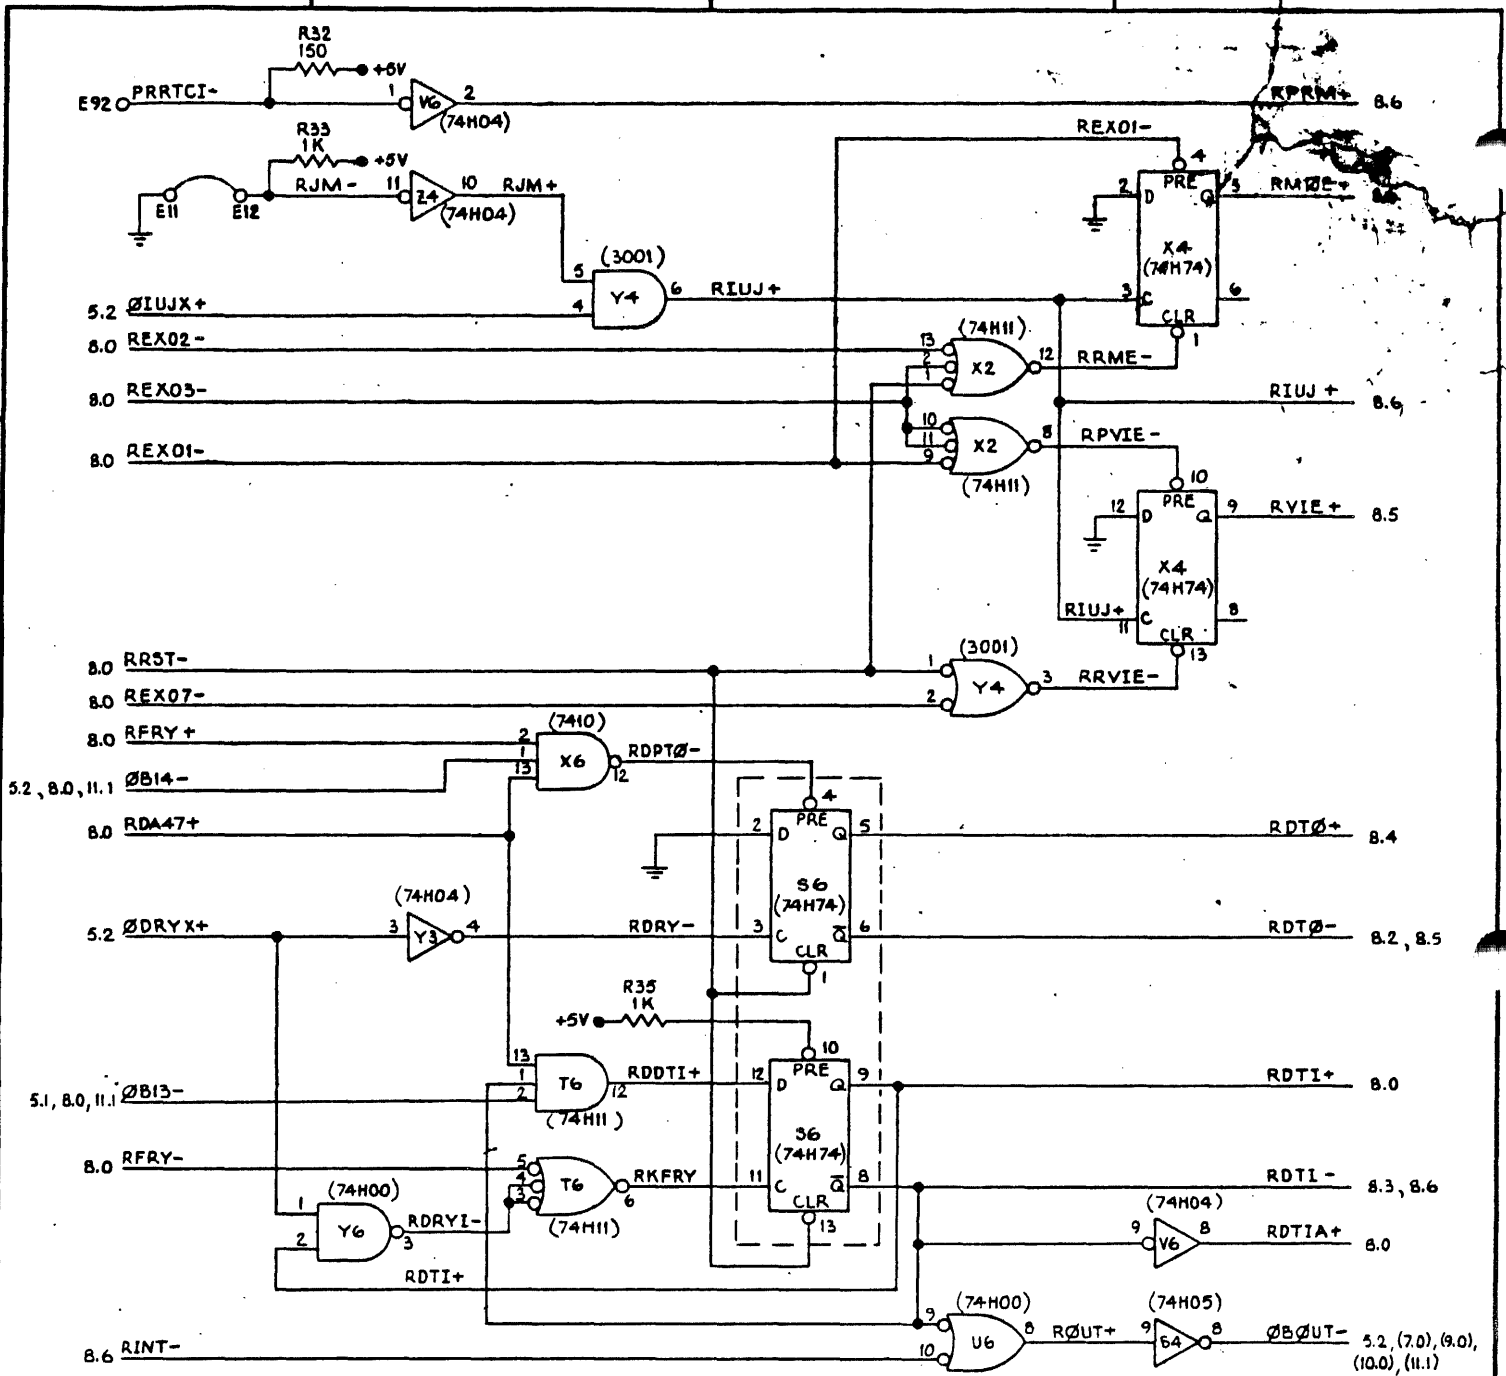 R32
150
+5V
E92 PRRTCI- 1 V6 2 RPRM+ 8.6
(74H04)
R33
1K
+5V
REX01- 4
RJM- 11 Z4 10 RJM+
(74H04)
E11 E12
2 D PRE Q 5 RMØE+
X4
(74H74)
3 C 6
CLR
1
(3001)
5 Y4 6 RIUJ+
4
5.2 ØIUJX+
8.0 REX02-
(74H11)
13 2 1 X2 12 RRME-
8.0 REX03-
RIUJ+ 8.6
10 11 9 X2 8 RPVIE-
(74H11)
8.0 REX01-
10
12 D PRE Q 9 RVIE+ 8.5
X4
(74H74)
RIUJ+ 11 C 8
CLR
13
8.0 RRST-
(3001)
1 Y4 3 RRVIE-
2
8.0 REX07-
8.0 RFRY+
(7410)
2 1 13 X6 12 RDPTØ-
5.2, 8.0, 11.1 ØB14-
4
8.0 RDA47+
2 D PRE Q 5 RDTØ+ 8.4
S6
(74H74)
(74H04)
5.2 ØDRYX+ 3 Y3 4 RDRY- 3 C Q 6 RDTØ- 8.2, 8.5
CLR
1
R35
1K
+5V
10
13 1 2 T6 12 RDDTI+
(74H11)
12 D PRE Q 9 RDTI+ 8.0
5.1, 8.0, 11.1 ØB13-
S6
(74H74)
8.0 RFRY-
5 4 3 T6 6 RKFRY 11 C Q 8 RDTI- 8.3, 8.6
(74H11)
CLR
13
(74H00)
1 Y6 3 RDRYI-
2
RDTI+
(74H04)
9 V6 8 RDTIA+ 8.0
(74H00)
(74H05)
9 U6 8 RØUT+ 9 S4 8 ØBØUT- 5.2, (7.0), (9.0),
(10.0), (11.1)
10
8.6 RINT-